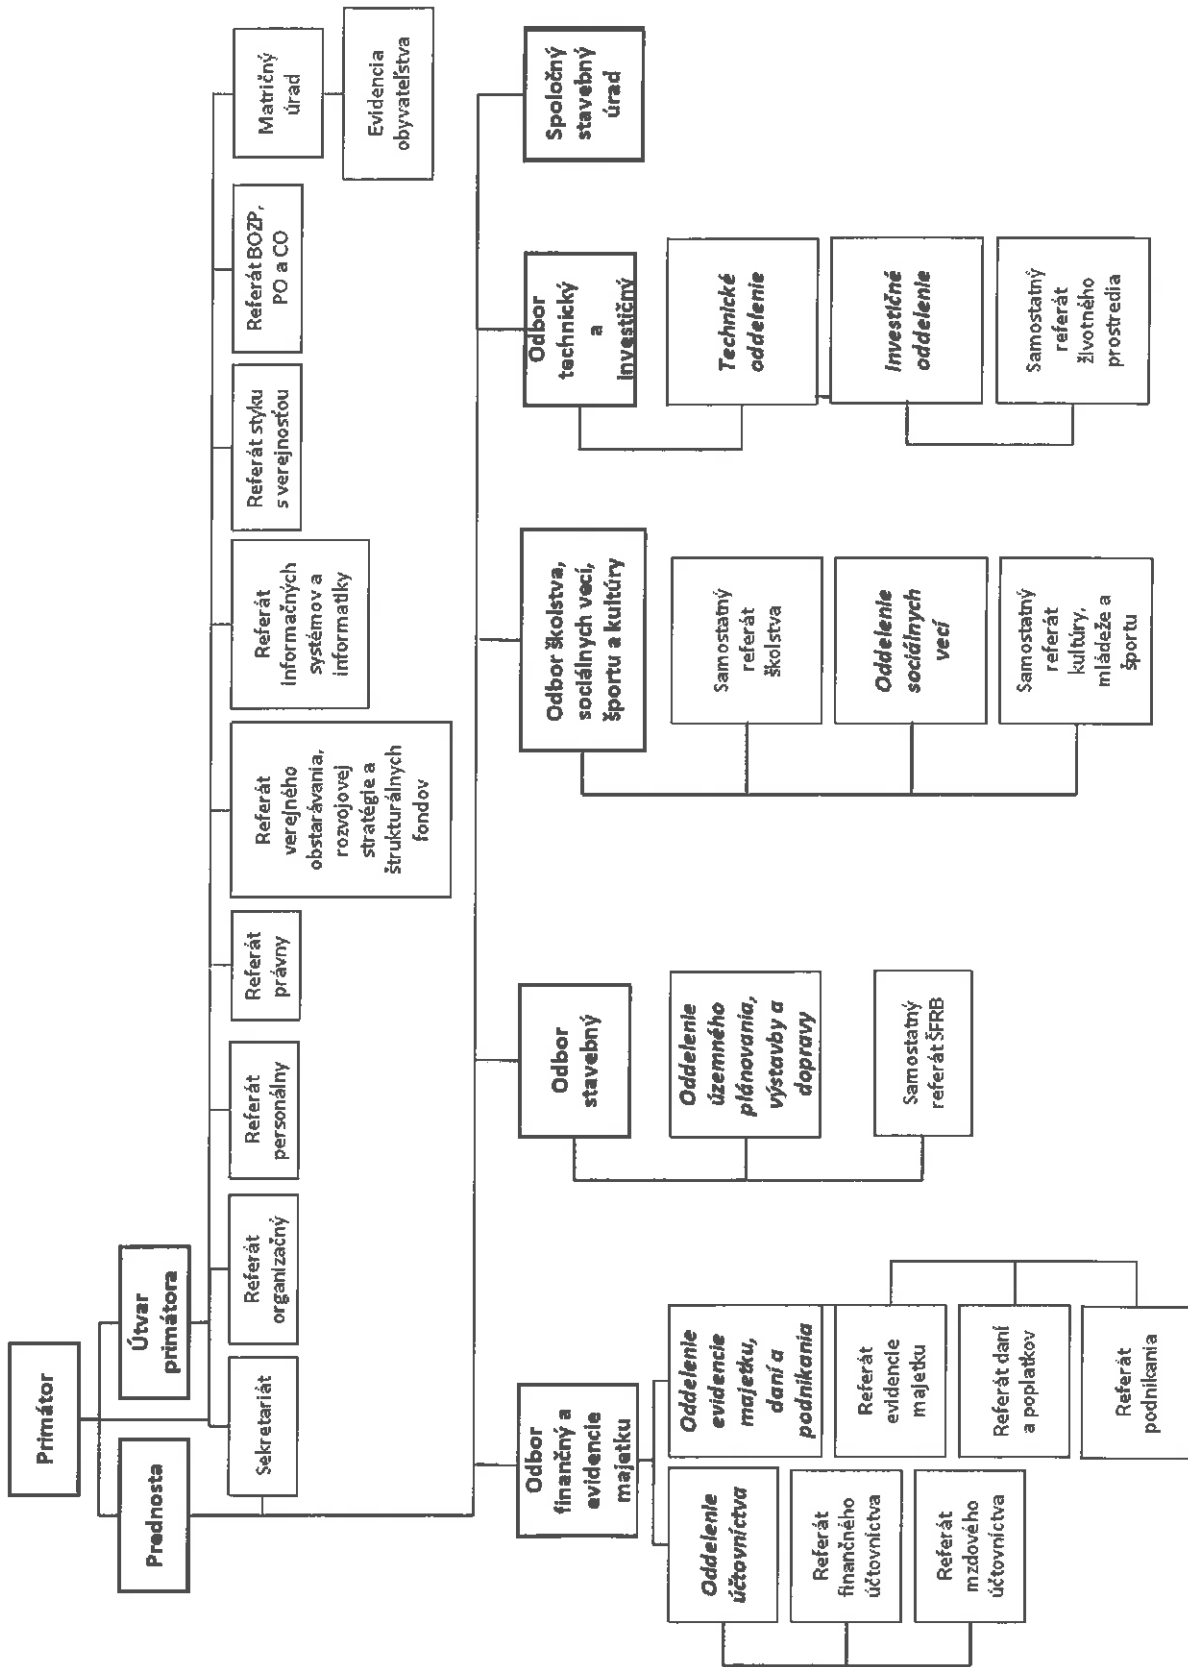 Primátor
Prednosta
Útvar
primátora
Sekretariát
Referát
organizačný
Referát
personálny
Referát
právny
Referát
verejného
obstarávania,
rozvojovej
stratégie a
štrukturálnych
fondov
Referát
informačných
systémov a
informatiky
Referát styku
s verejnosťou
Referát BOZP,
PO a CO
Matričný
úrad
Evidencia
obyvateľstva
Odbor
finančný a
evidencie
majetku
Odbor
stavebný
Odbor školstva,
sociálnych vecí,
športu a kultúry
Odbor
technický
a
investičný
Spoločný
stavebný
úrad
Oddelenie
účtovníctva
Referát
finančného
účtovníctva
Referát
mzdového
účtovníctva
Oddelenie
evidencie
majetku,
daní a
podnikania
Referát
evidencie
majetku
Referát daní
a poplatkov
Referát
podnikania
Oddelenie
územného
plánovania,
výstavby a
dopravy
Samostatný
referát ŠFRB
Samostatný
referát
školstva
Oddelenie
sociálnych
vecí
Samostatný
referát
kultúry,
mládeže a
športu
Technické
oddelenie
Investičné
oddelenie
Samostatný
referát
životného
prostredia